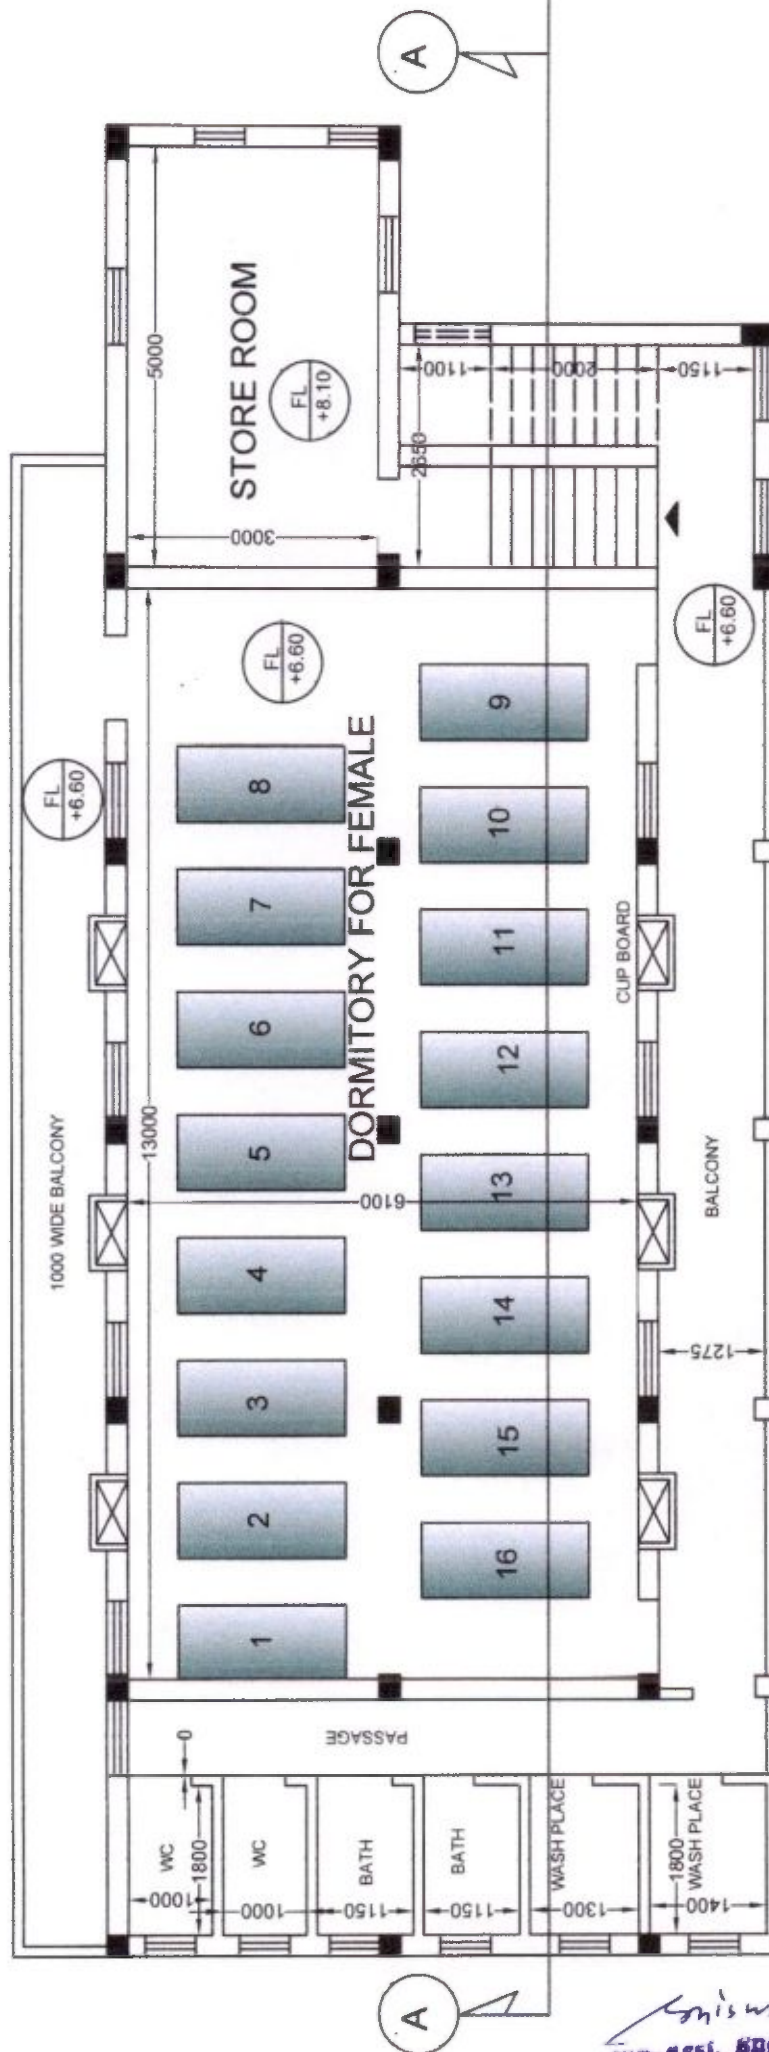 A
5000
STORE ROOM
FL
+8.10
3000
1100
2000
1150
2650
FL
+6.60
FL
+6.60
FL
+6.60
1000 WIDE BALCONY
13000
DORMITORY FOR FEMALE
6100
1
2
3
4
5
6
7
8
9
10
11
12
13
14
15
16
CUP BOARD
BALCONY
1275
PASSAGE
0
WC
1800
1000
WC
1000
BATH
1150
BATH
1150
WASH PLACE
1300
1800
WASH PLACE
1400
A